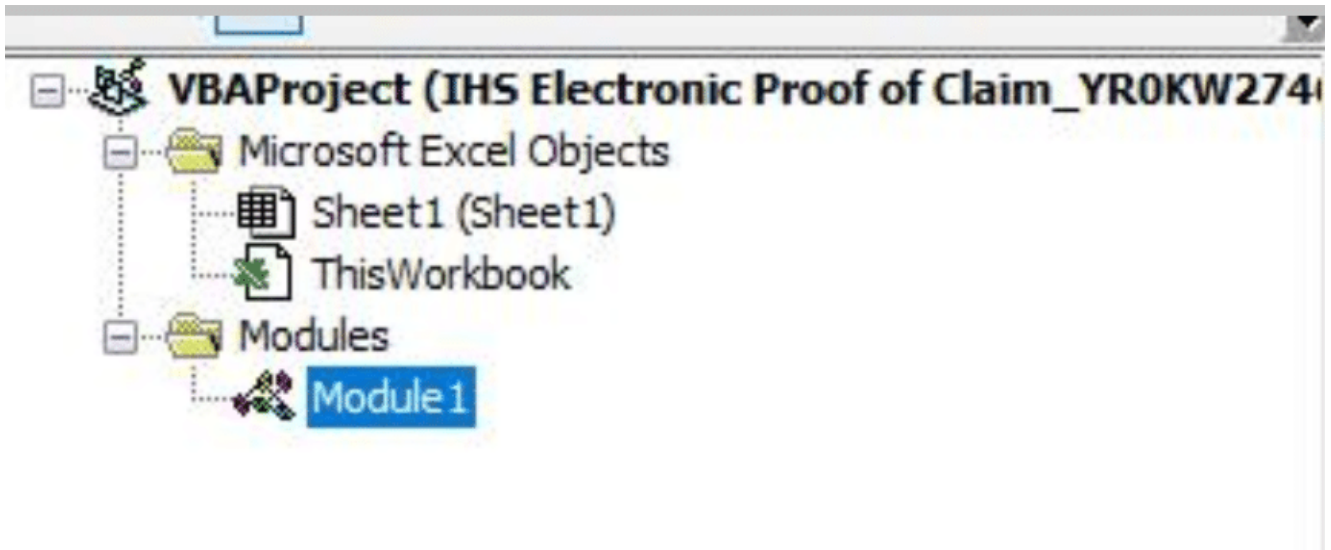 VBAProject (IHS Electronic Proof of Claim_YR0KW274
Microsoft Excel Objects
Sheet1 (Sheet1)
ThisWorkbook
Modules
Module1